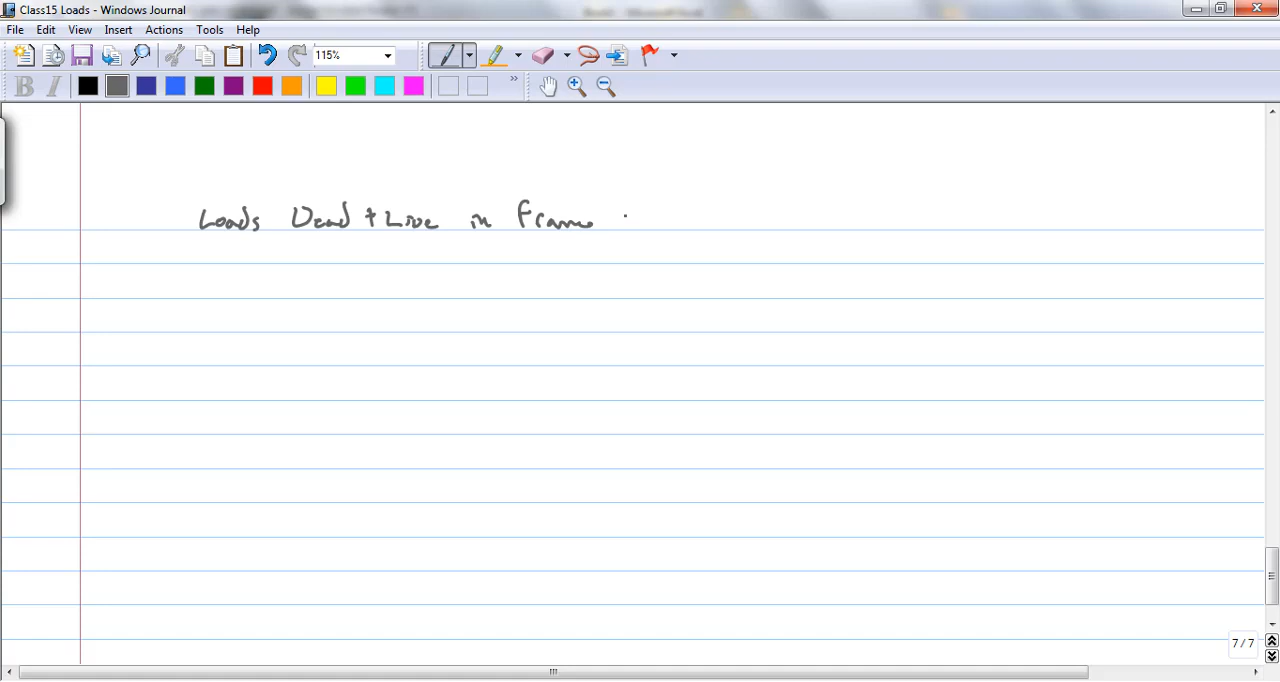 Class15 Loads - Windows Journal
File Edit View Insert Actions Tools Help
115%
B I
Loads Dead + Live in Frame
7 / 7